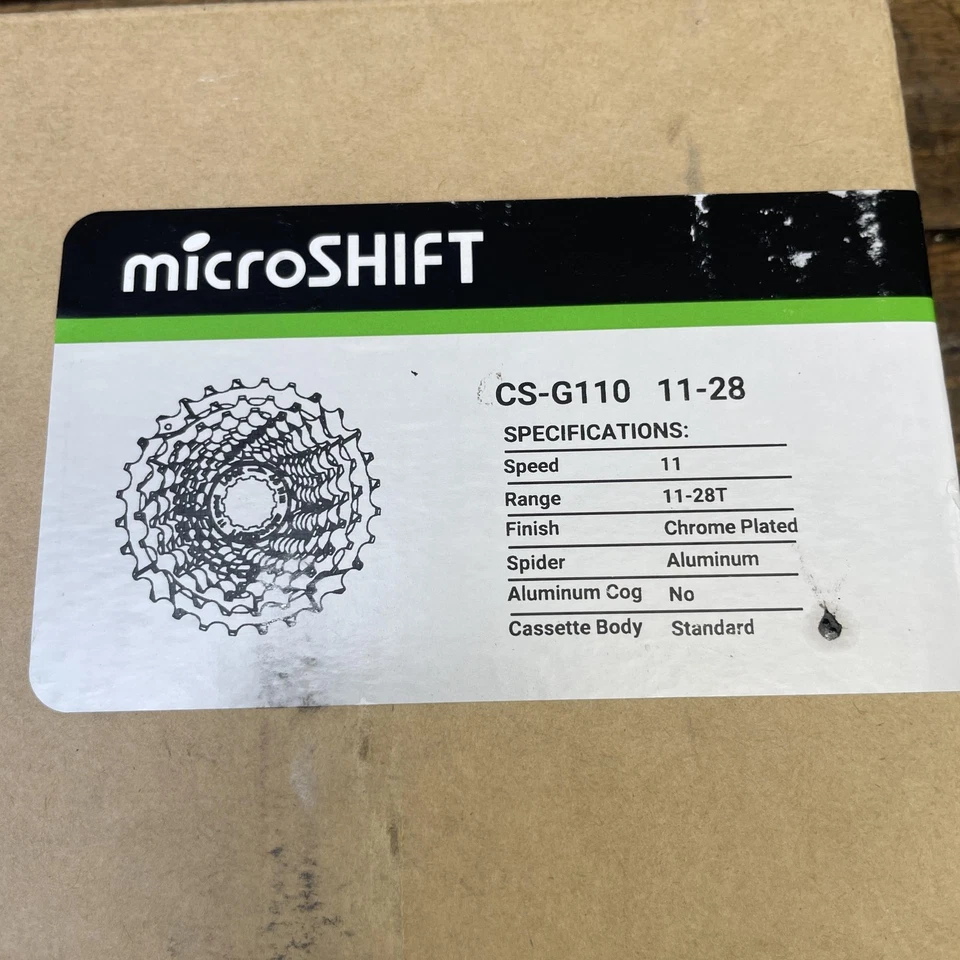 microSHIFT
CS-G110 11-28
SPECIFICATIONS:
Speed 11
Range 11-28T
Finish Chrome Plated
Spider Aluminum
Aluminum Cog No
Cassette Body Standard